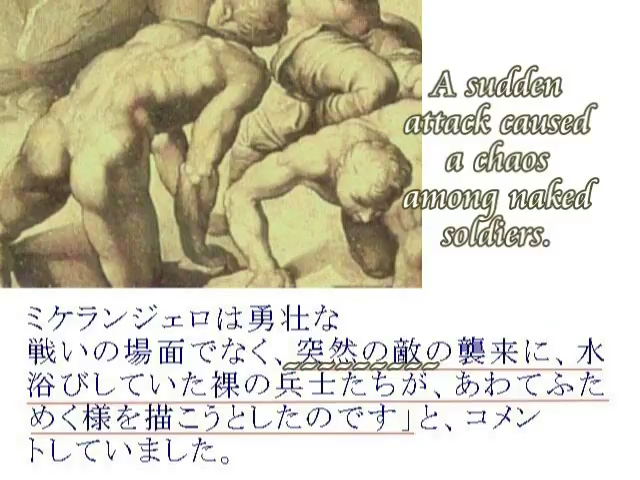 A sudden
attack caused
a chaos
among naked
soldiers.
ミケランジェロは勇壮な
戦いの場面でなく、突然の敵の襲来に、水
浴びしていた裸の兵士たちが、あわてふた
めく様を描こうとしたのです」と、コメン
トしていました。